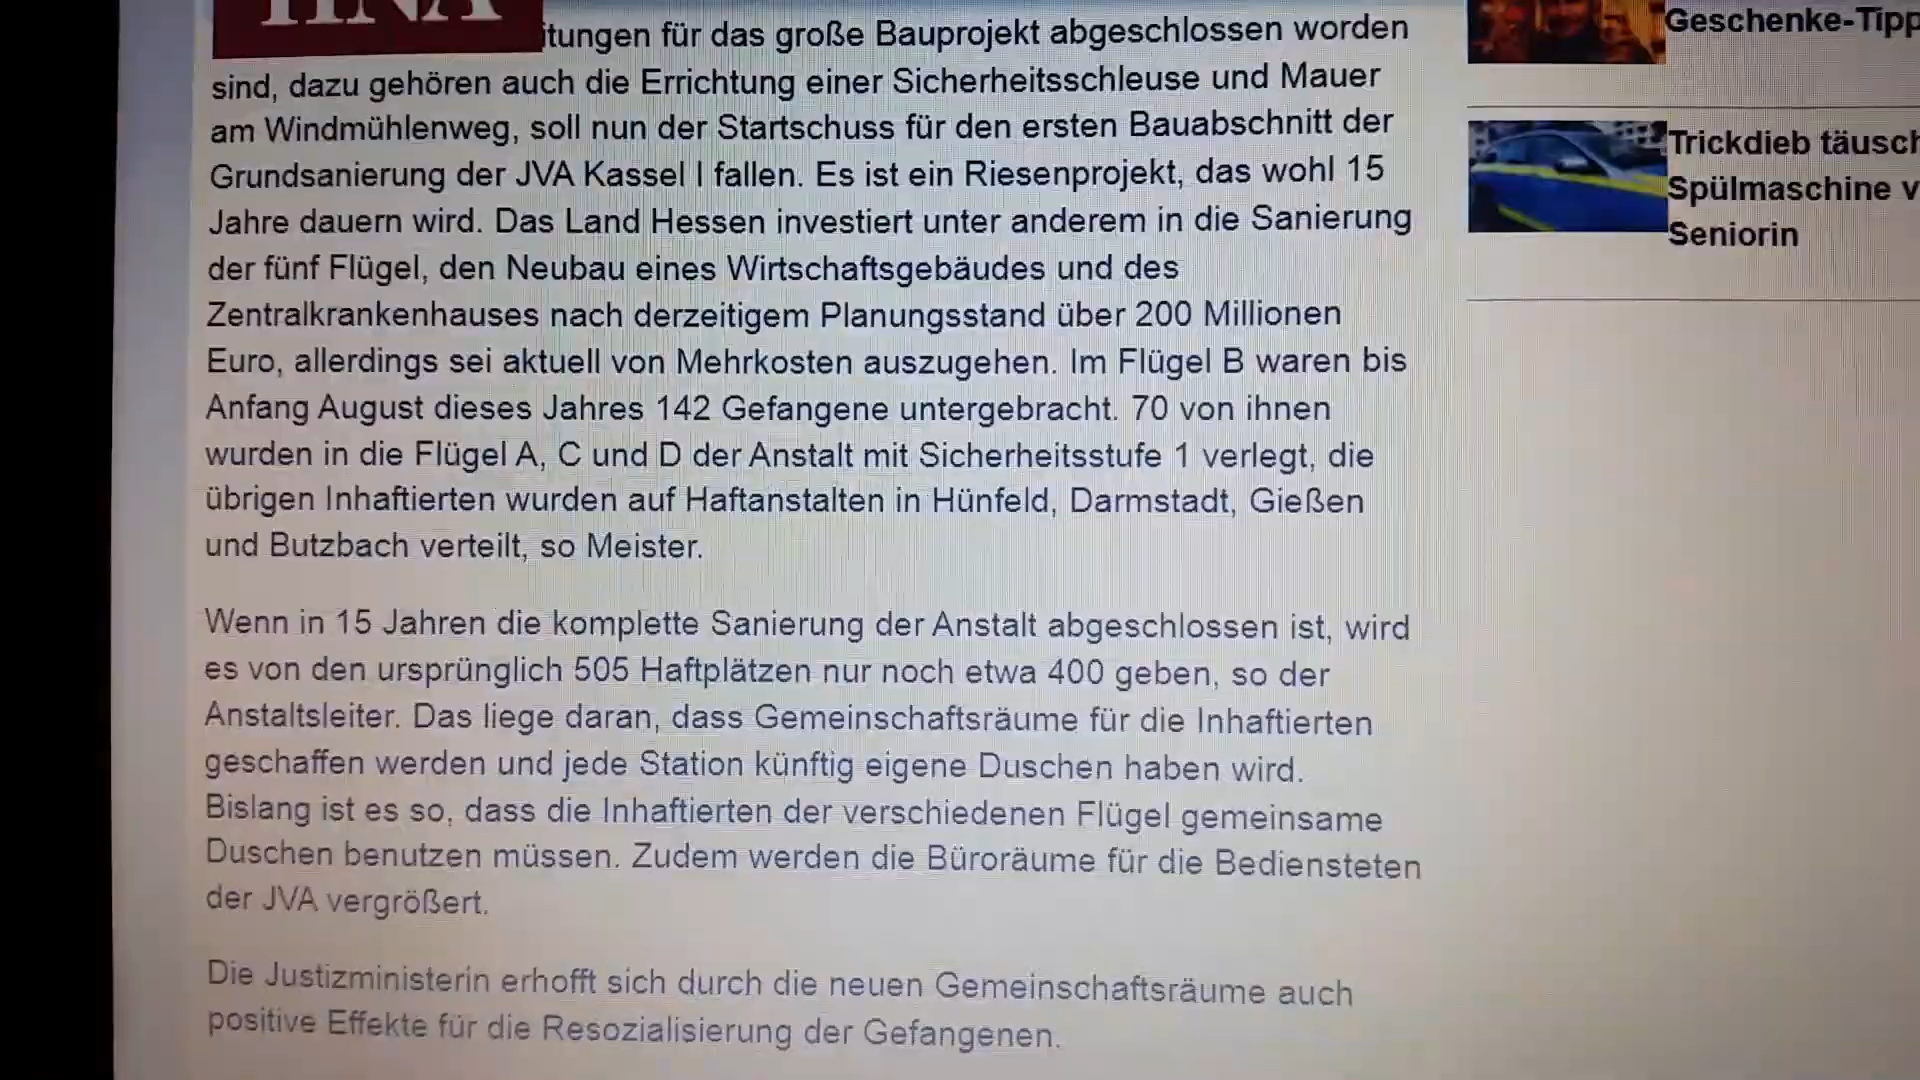 HNA
itungen für das große Bauprojekt abgeschlossen worden
sind, dazu gehören auch die Errichtung einer Sicherheitsschleuse und Mauer
am Windmühlenweg, soll nun der Startschuss für den ersten Bauabschnitt der
Grundsanierung der JVA Kassel I fallen. Es ist ein Riesenprojekt, das wohl 15
Jahre dauern wird. Das Land Hessen investiert unter anderem in die Sanierung
der fünf Flügel, den Neubau eines Wirtschaftsgebäudes und des
Zentralkrankenhauses nach derzeitigem Planungsstand über 200 Millionen
Euro, allerdings sei aktuell von Mehrkosten auszugehen. Im Flügel B waren bis
Anfang August dieses Jahres 142 Gefangene untergebracht. 70 von ihnen
wurden in die Flügel A, C und D der Anstalt mit Sicherheitsstufe 1 verlegt, die
übrigen Inhaftierten wurden auf Haftanstalten in Hünfeld, Darmstadt, Gießen
und Butzbach verteilt, so Meister.
Wenn in 15 Jahren die komplette Sanierung der Anstalt abgeschlossen ist, wird
es von den ursprünglich 505 Haftplätzen nur noch etwa 400 geben, so der
Anstaltsleiter. Das liege daran, dass Gemeinschaftsräume für die Inhaftierten
geschaffen werden und jede Station künftig eigene Duschen haben wird.
Bislang ist es so, dass die Inhaftierten der verschiedenen Flügel gemeinsame
Duschen benutzen müssen. Zudem werden die Büroräume für die Bediensteten
der JVA vergrößert.
Die Justizministerin erhofft sich durch die neuen Gemeinschaftsräume auch
positive Effekte für die Resozialisierung der Gefangenen.
Geschenke-Tipp
Trickdieb täusch
Spülmaschine v
Seniorin